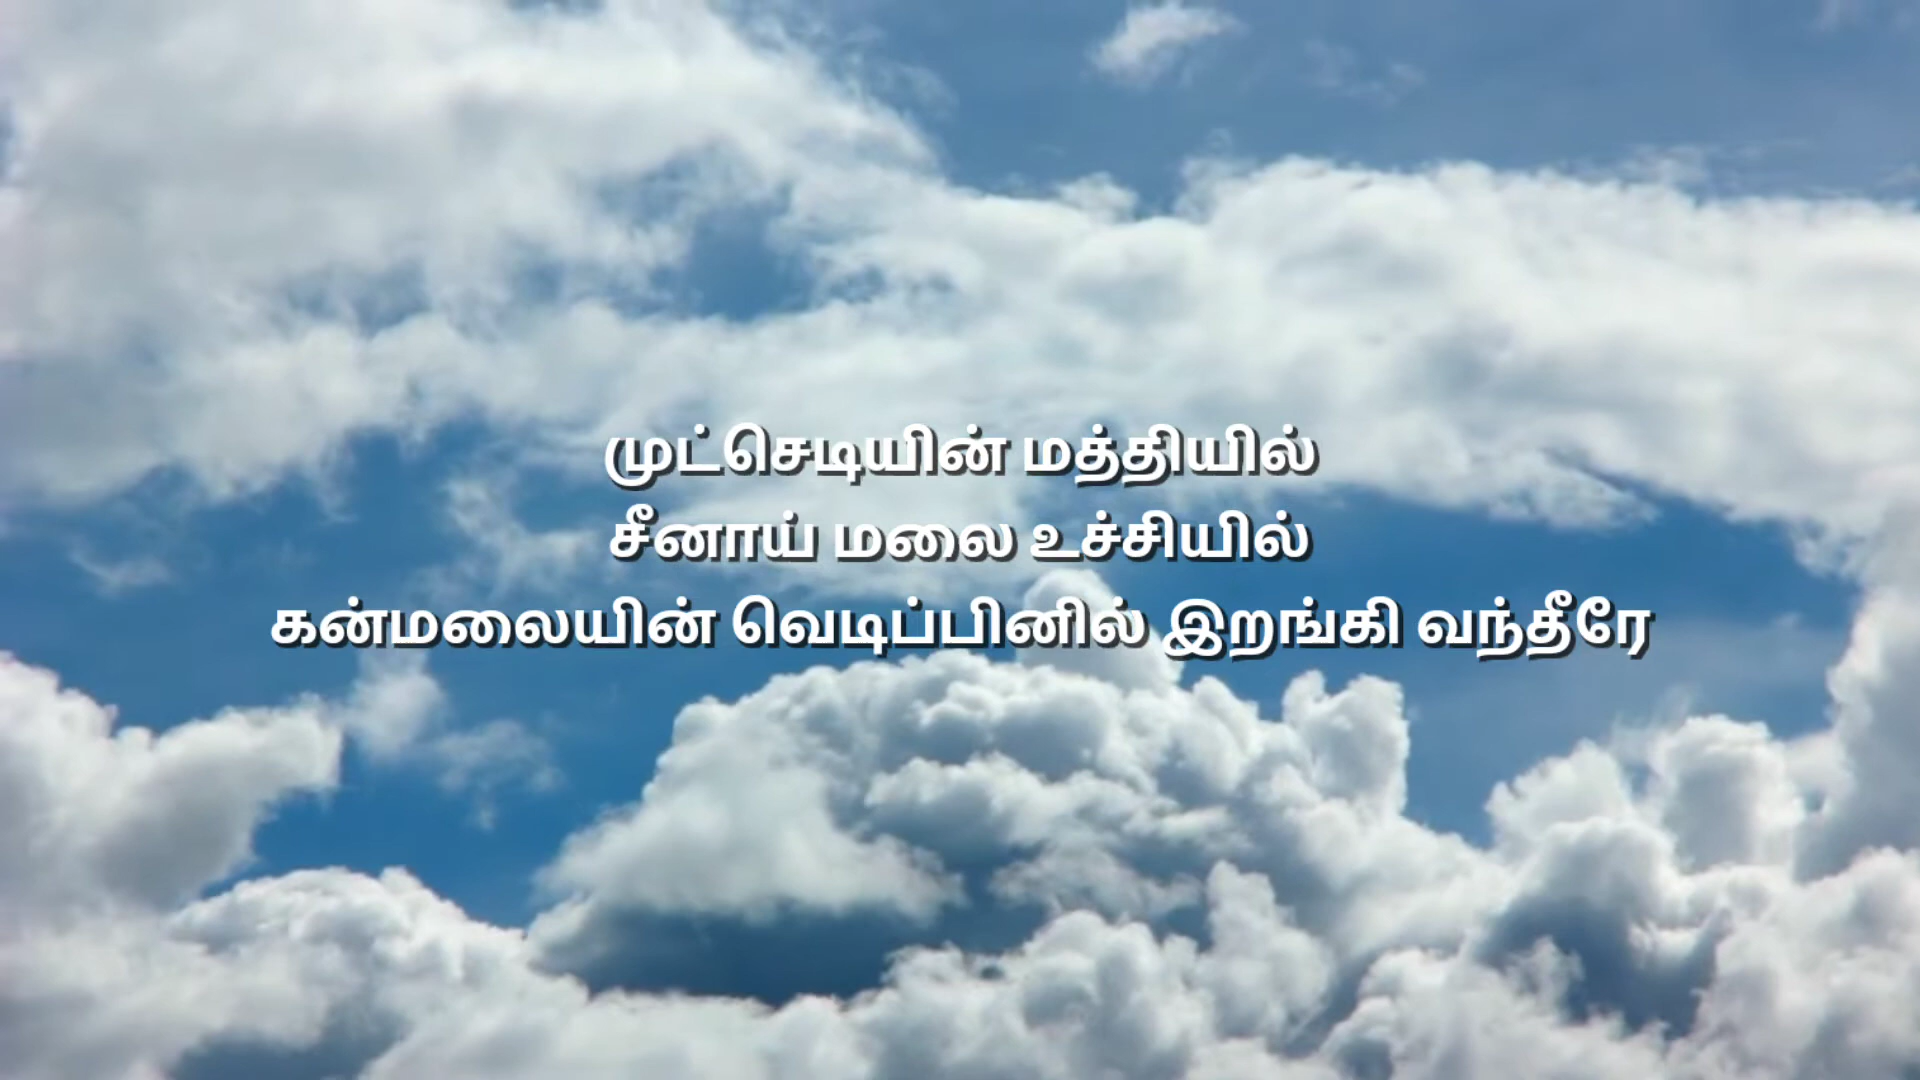 முட்செடியின் மத்தியில்
சீனாய் மலை உச்சியில்
கன்மலையின் வெடிப்பினில் இறங்கி வந்தீரே